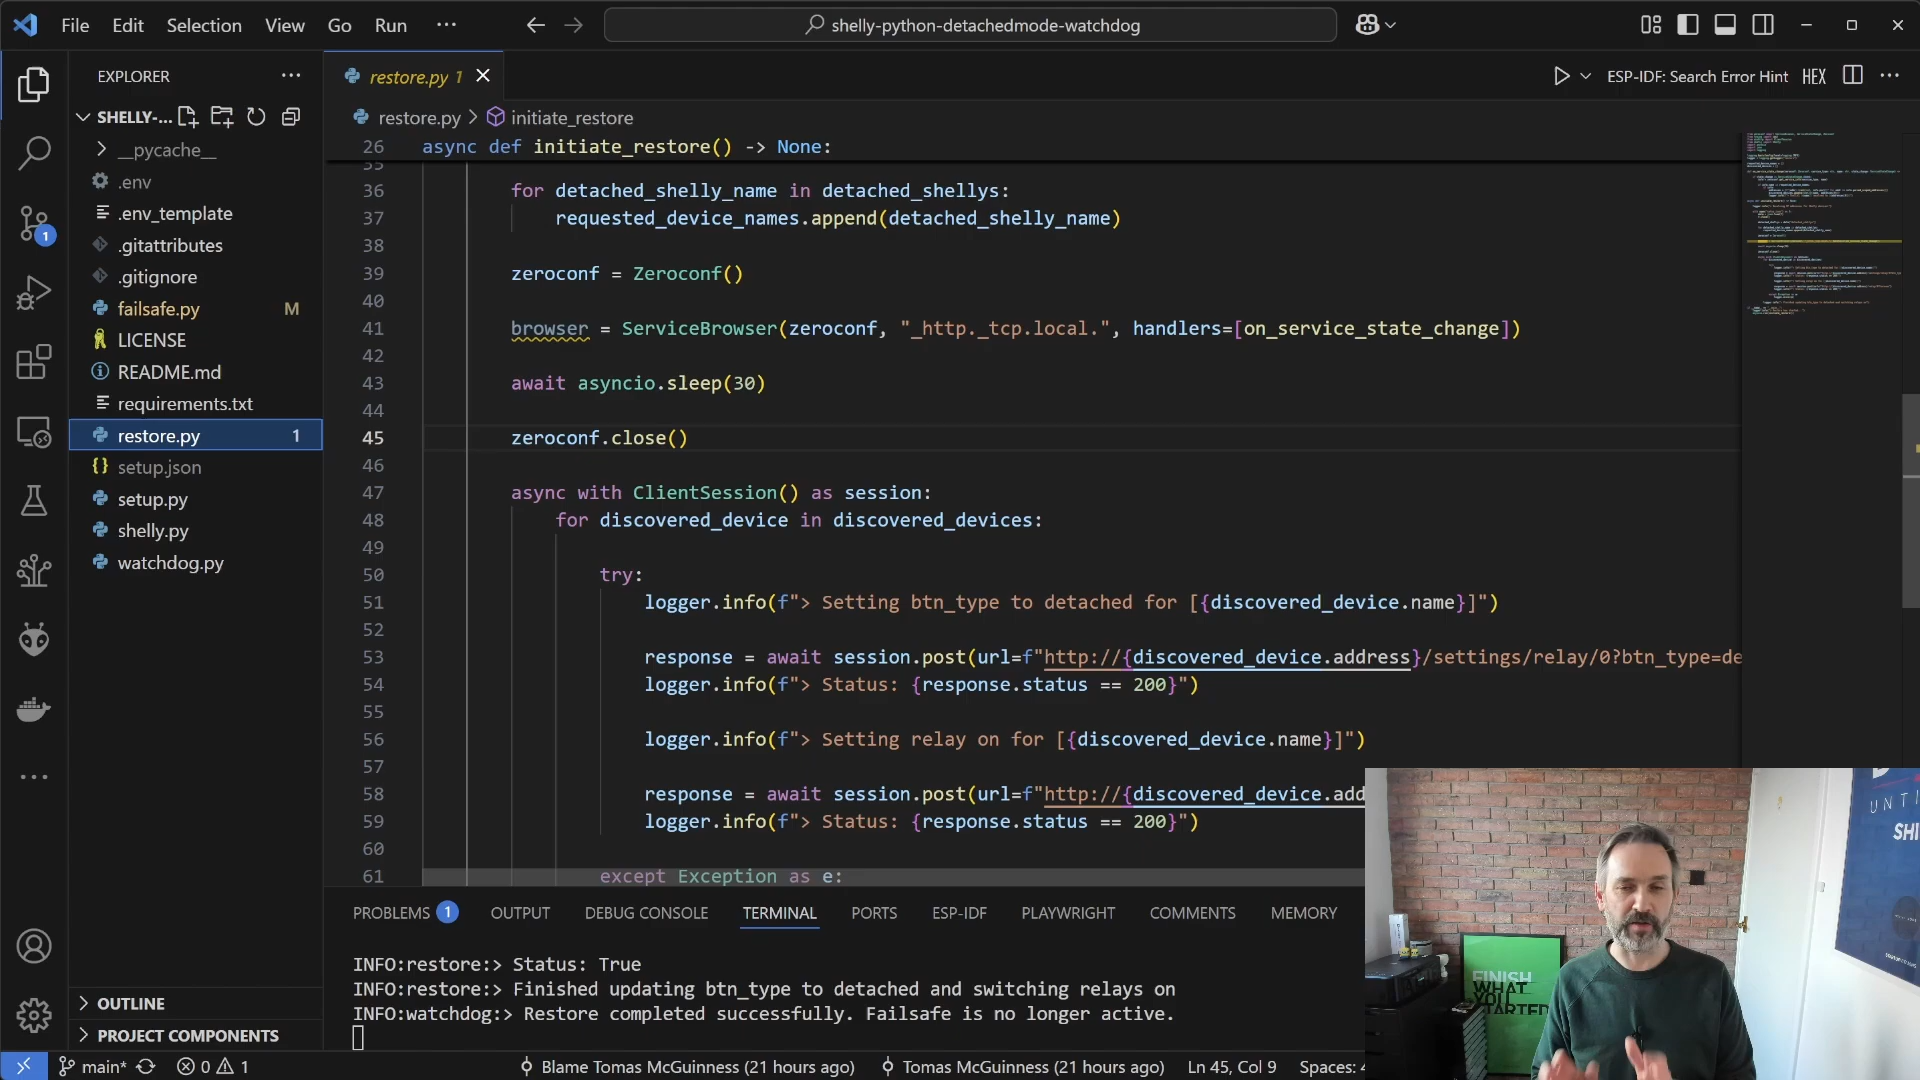 File Edit Selection View Go Run ···
shelly-python-detachedmode-watchdog
EXPLORER
restore.py 1
ESP-IDF: Search Error Hint HEX
SHELLY-...
restore.py > initiate_restore
__pycache__
.env
.env_template
.gitattributes
.gitignore
failsafe.py M
LICENSE
README.md
requirements.txt
restore.py 1
setup.json
setup.py
shelly.py
watchdog.py
OUTLINE
PROJECT COMPONENTS
1
26 async def initiate_restore() -> None:
35
36 for detached_shelly_name in detached_shellys:
37 requested_device_names.append(detached_shelly_name)
38
39 zeroconf = Zeroconf()
40
41 browser = ServiceBrowser(zeroconf, "_http._tcp.local.", handlers=[on_service_state_change])
42
43 await asyncio.sleep(30)
44
45 zeroconf.close()
46
47 async with ClientSession() as session:
48 for discovered_device in discovered_devices:
49
50 try:
51 logger.info(f"> Setting btn_type to detached for [{discovered_device.name}]")
52
53 response = await session.post(url=f"http://{discovered_device.address}/settings/relay/0?btn_type=de
54 logger.info(f"> Status: {response.status == 200}")
55
56 logger.info(f"> Setting relay on for [{discovered_device.name}]")
57
58 response = await session.post(url=f"http://{discovered_device.add
59 logger.info(f"> Status: {response.status == 200}")
60
61 except Exception as e:
PROBLEMS 1 OUTPUT DEBUG CONSOLE TERMINAL PORTS ESP-IDF PLAYWRIGHT COMMENTS MEMORY
INFO:restore:> Status: True
INFO:restore:> Finished updating btn_type to detached and switching relays on
INFO:watchdog:> Restore completed successfully. Failsafe is no longer active.
main* 0 1 Blame Tomas McGuinness (21 hours ago) Tomas McGuinness (21 hours ago) Ln 45, Col 9 Spaces: 4
FINISH
WHAT
YOU
STARTED
UNTI
SHI